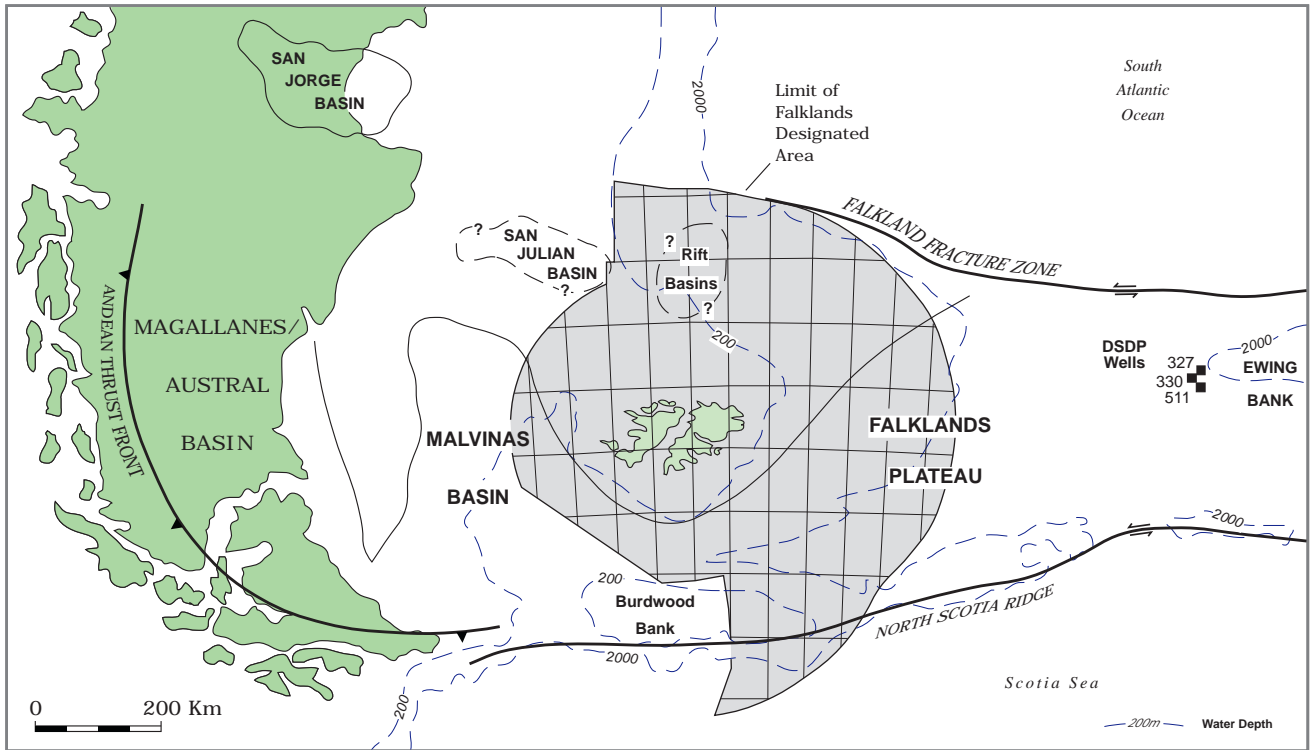 SAN
JORGE
BASIN
2000
Limit of
Falklands
Designated
Area
South
Atlantic
Ocean
?
SAN
JULIAN
BASIN
?
?
Rift
Basins
?
FALKLAND FRACTURE ZONE
200
ANDEAN THRUST FRONT
MAGALLANES/
AUSTRAL
BASIN
MALVINAS
BASIN
FALKLANDS
PLATEAU
DSDP
Wells
327
330
511
2000
EWING
BANK
200
Burdwood
Bank
2000
NORTH SCOTIA RIDGE
2000
Scotia Sea
200
0 200 Km
200m Water Depth